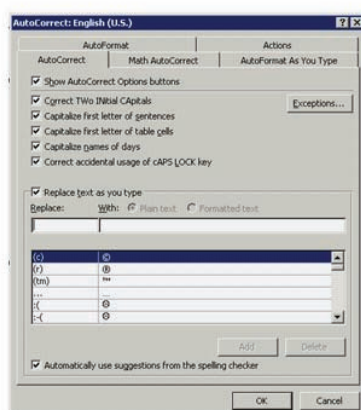 AutoCorrect: English (U.S.)
AutoFormat Actions
AutoCorrect Math AutoCorrect AutoFormat As You Type
Show AutoCorrect Options buttons
Correct TWo INitial CApitals Exceptions...
Capitalize first letter of sentences
Capitalize first letter of table cells
Capitalize names of days
Correct accidental usage of cAPS LOCK key
Replace text as you type
Replace: With: Plain text Formatted text
(c) ©
(r) ®
(tm) ™
... …
:( ☹
:-( ☹
Add Delete
Automatically use suggestions from the spelling checker
OK Cancel